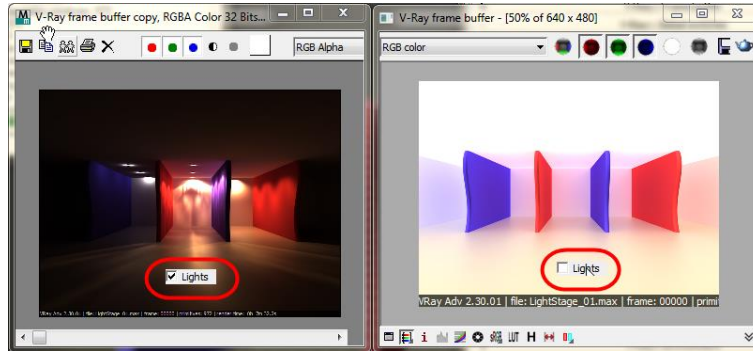 V-Ray frame buffer copy, RGBA Color 32 Bits...
RGB Alpha
Lights
V-Ray frame buffer - [50% of 640 x 480]
RGB color
Lights
VRay Adv 2.30.01 | file: LightStage_01.max | frame: 00000 | primi
LUT H